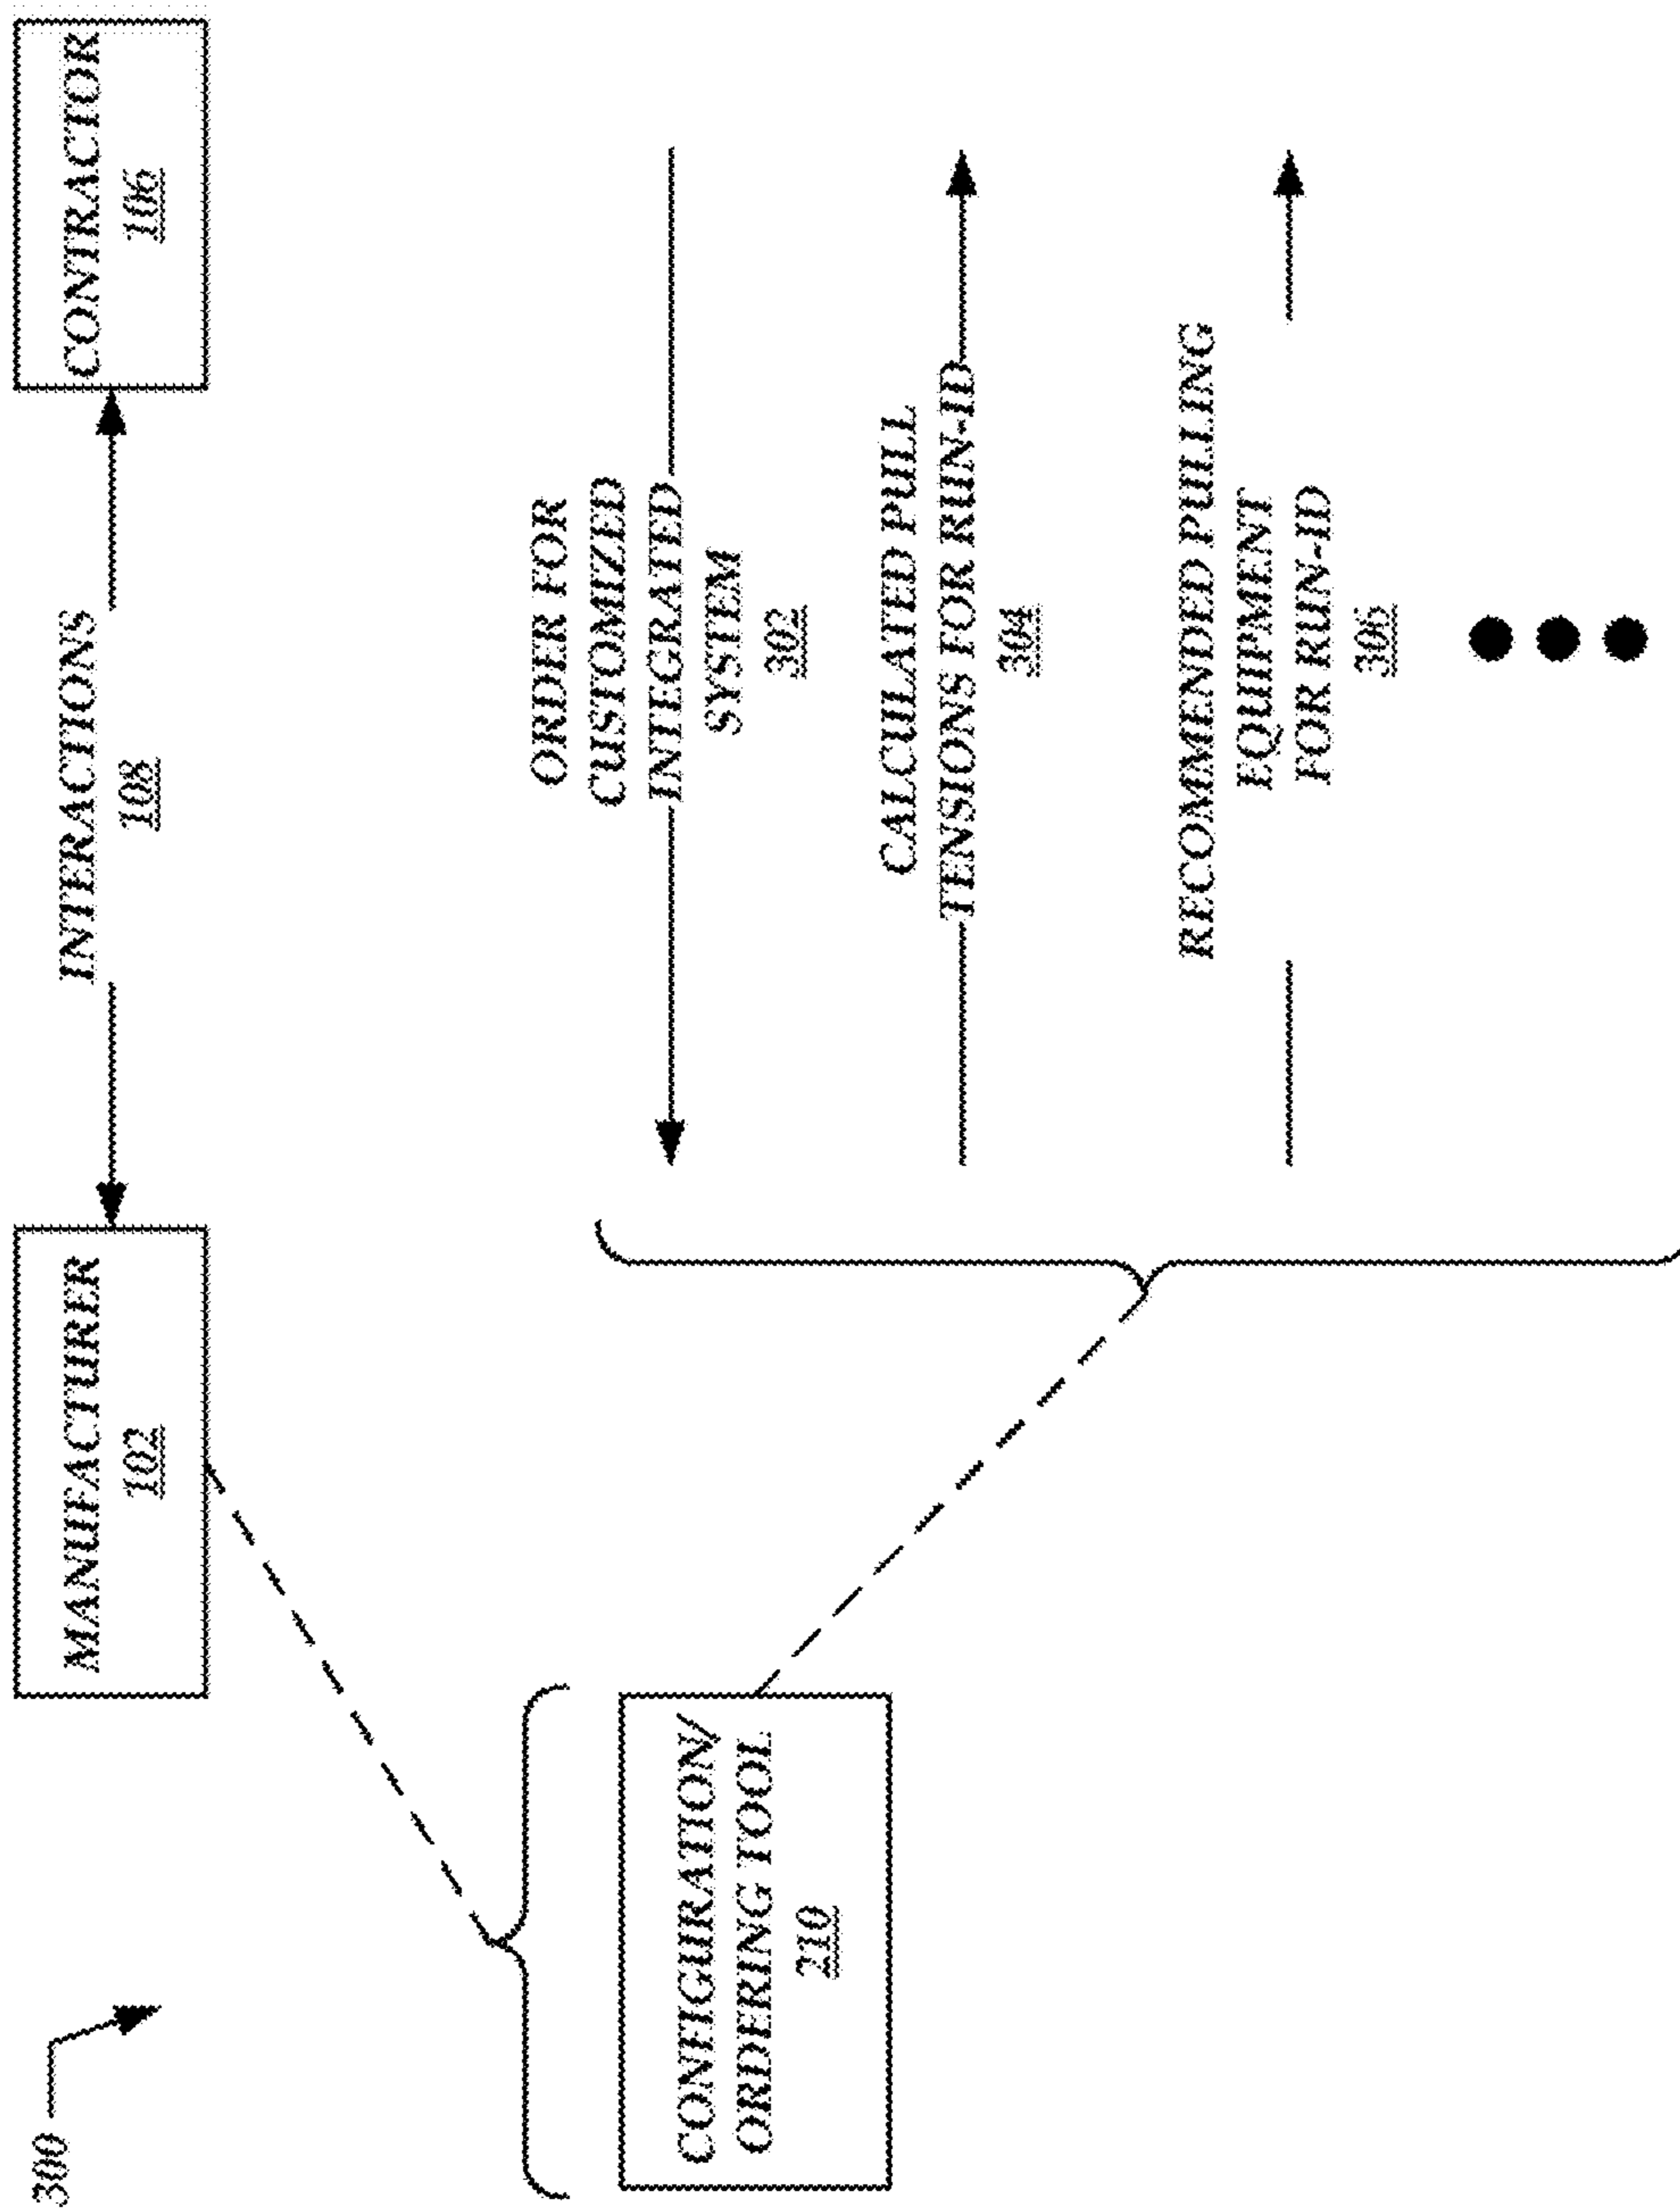 300
MANUFACTURER
102
INTERACTIONS
108
CONTRACTOR
106
CONFIGURATION/
ORDERING TOOL
210
ORDER FOR
CUSTOMIZED
INTEGRATED
SYSTEM
302
CALCULATED PULL
TENSIONS FOR RUN-ID
304
RECOMMENDED PULLING
EQUIPMENT
FOR RUN-ID
306